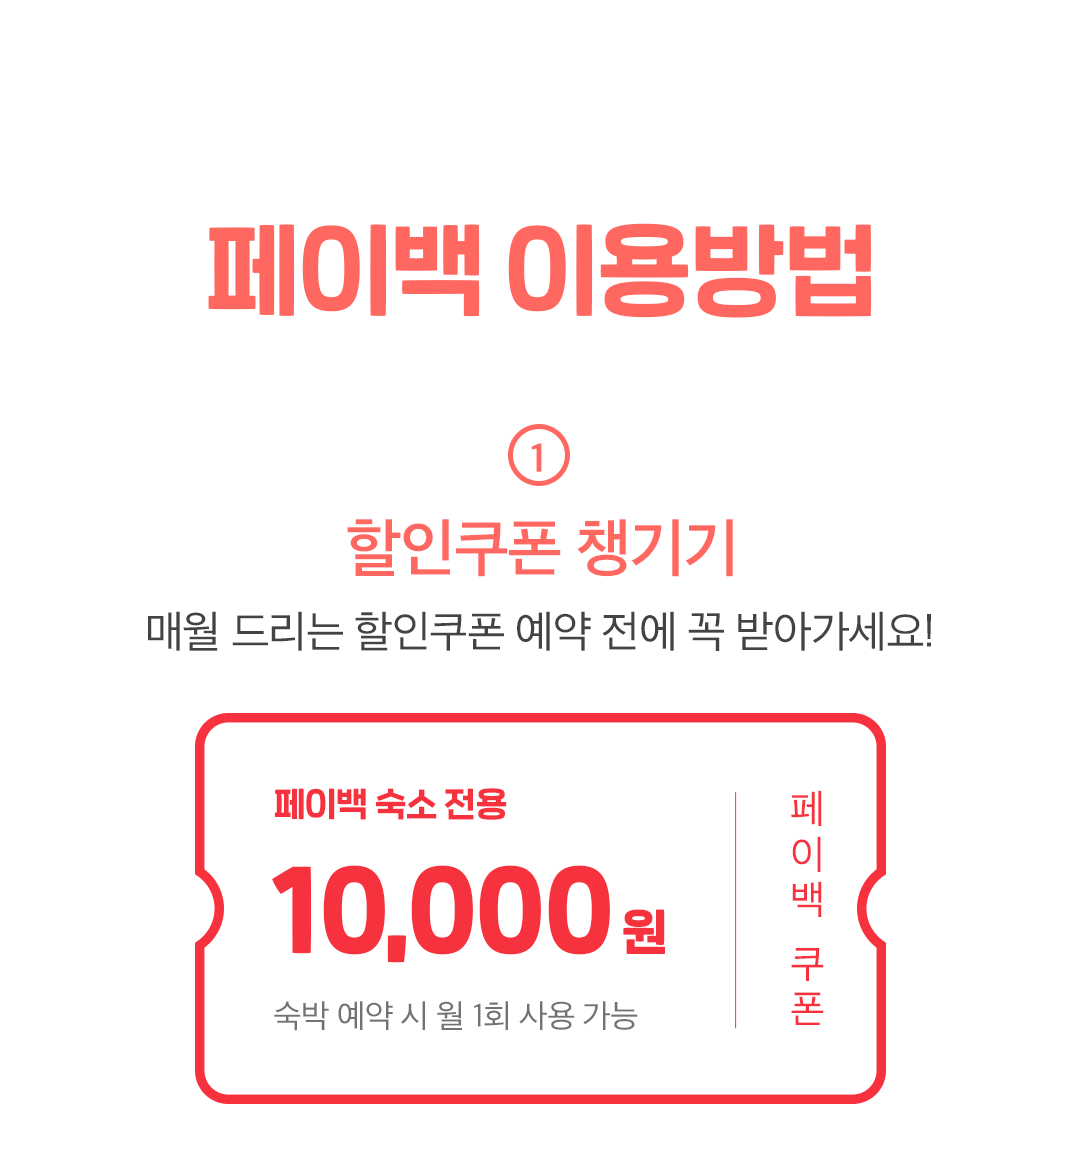 페이백 이용방법
1
할인쿠폰 챙기기
매월 드리는 할인쿠폰 예약 전에 꼭 받아가세요!
페이백 숙소 전용
10,000 원
숙박 예약 시 월 1회 사용 가능
페이백 쿠폰